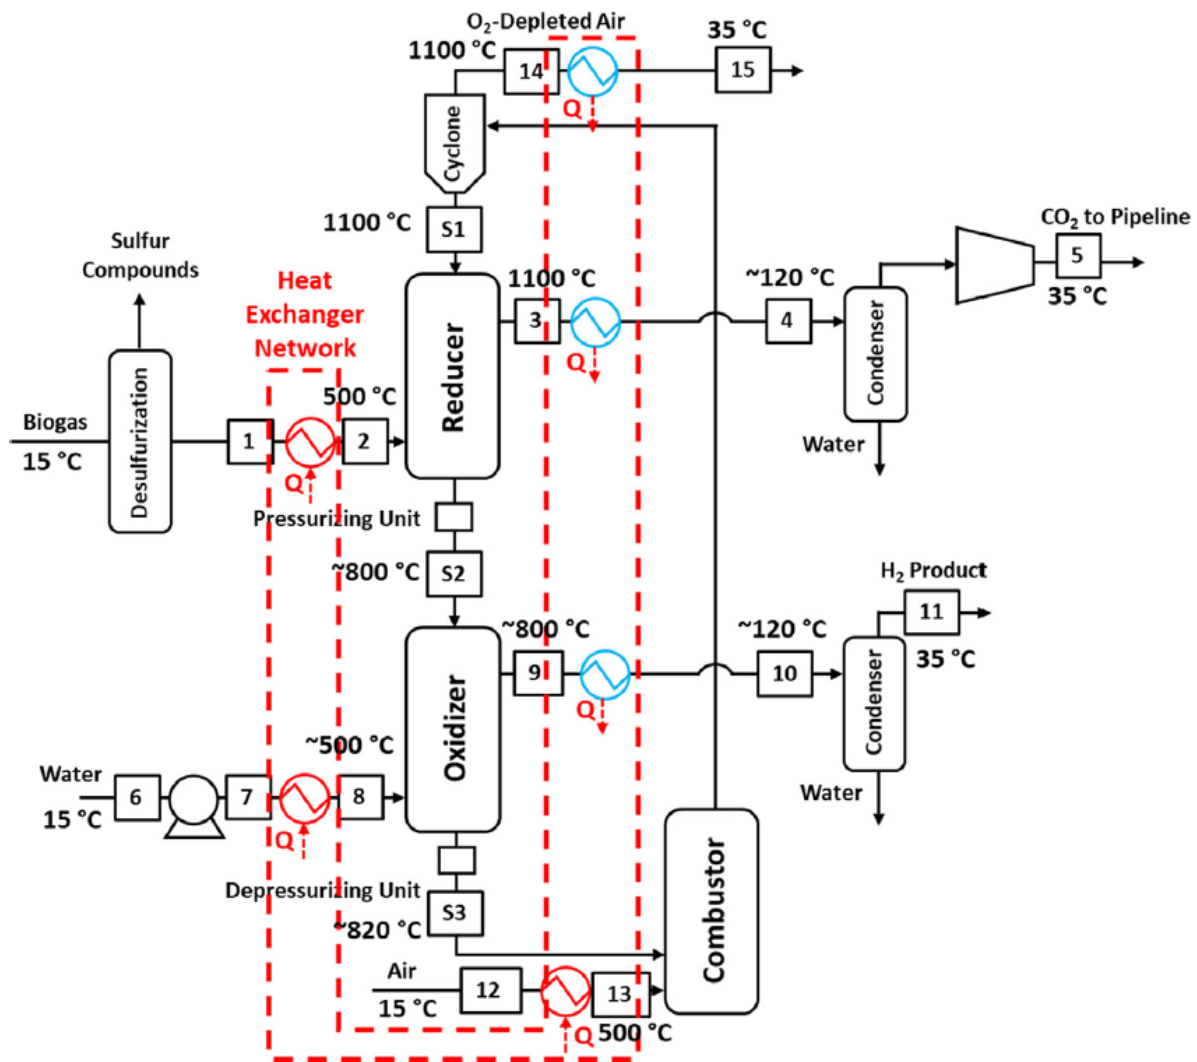 O₂-Depleted Air
1100 °C
35 °C
14
15
Q
Cyclone
1100 °C
S1
Sulfur
Compounds
CO₂ to Pipeline
5
35 °C
Heat
Exchanger
Network
1100 °C
3
~120 °C
4
Q
Reducer
Condenser
Desulfurization
500 °C
Biogas
15 °C
1
2
Q
Water
Pressurizing Unit
~800 °C
S2
H₂ Product
11
35 °C
~800 °C
9
~120 °C
10
Q
Oxidizer
Condenser
~500 °C
Water
15 °C
6
7
8
Q
Water
Depressurizing Unit
S3
~820 °C
Combustor
Air
15 °C
12
13
Q
500 °C